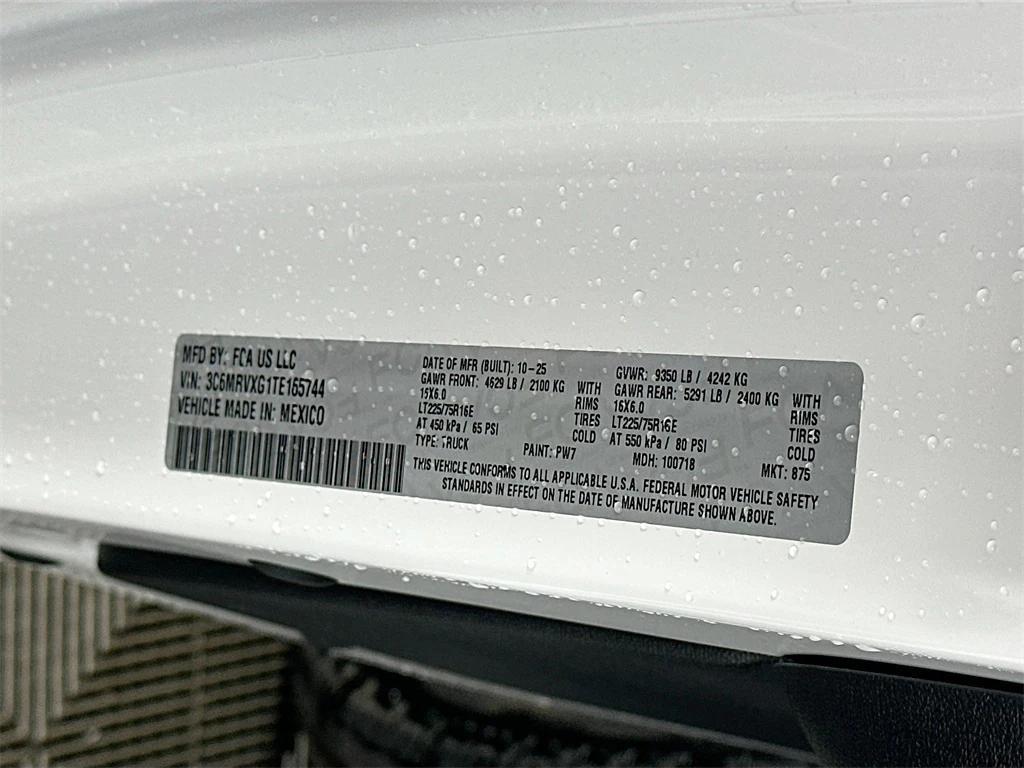 MFD BY: FCA US LLC
VIN: 3C6MRVXG1TE165744
VEHICLE MADE IN: MEXICO
DATE OF MFR (BUILT): 10-25
GAWR FRONT: 4629 LB / 2100 KG WITH
15X6.0 RIMS
LT225/75R16E TIRES
AT 450 kPa / 65 PSI COLD
TYPE: TRUCK PAINT: PW7
GVWR: 9350 LB / 4242 KG
GAWR REAR: 5291 LB / 2400 KG WITH
16X6.0 RIMS
LT225/75R16E TIRES
AT 550 kPa / 80 PSI COLD
MDH: 100718 MKT: 875
THIS VEHICLE CONFORMS TO ALL APPLICABLE U.S.A. FEDERAL MOTOR VEHICLE SAFETY
STANDARDS IN EFFECT ON THE DATE OF MANUFACTURE SHOWN ABOVE.